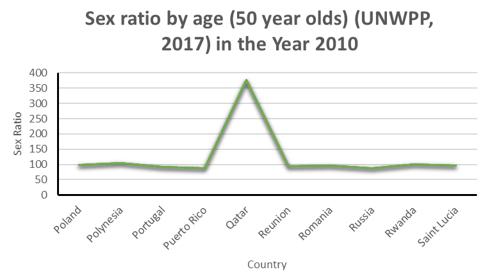 Sex ratio by age (50 year olds) (UNWPP,
2017) in the Year 2010
400
350
300
250
200
150
100
50
0
Sex Ratio
Poland
Polynesia
Portugal
Puerto Rico
Qatar
Reunion
Romania
Russia
Rwanda
Saint Lucia
Country